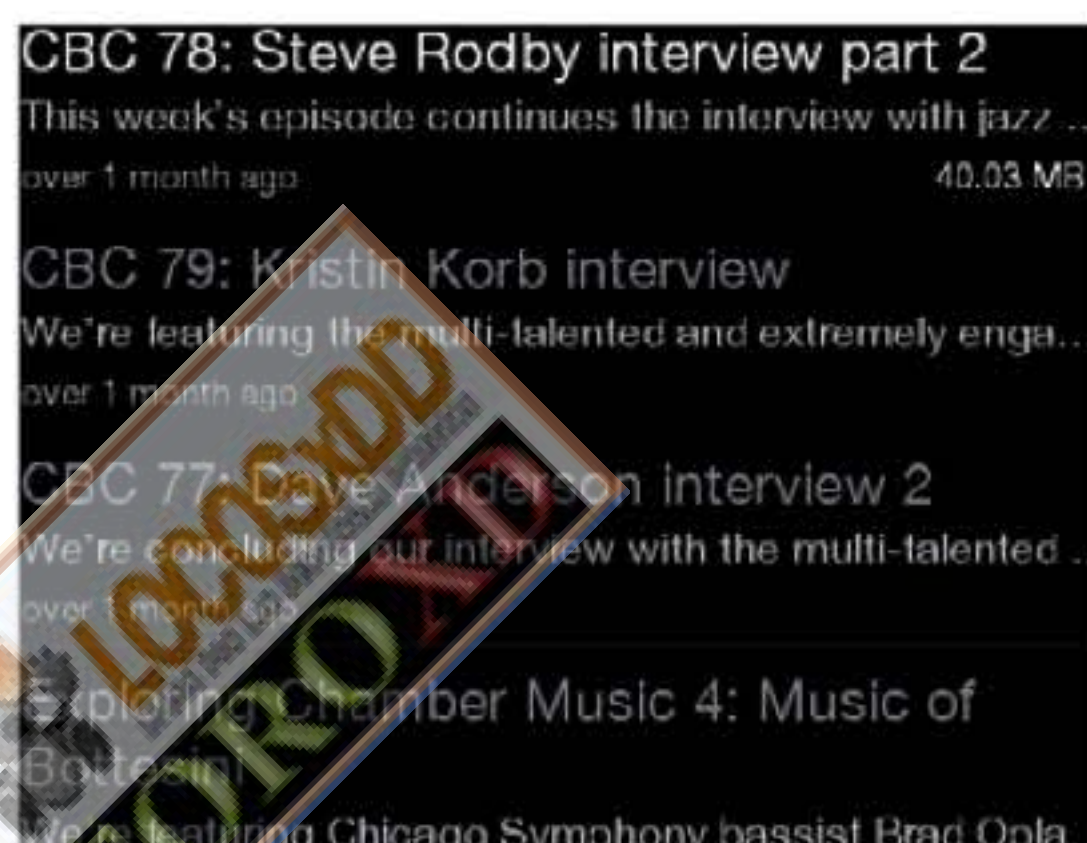 CBC 78: Steve Rodby interview part 2
This week's episode continues the interview with jazz ...
over 1 month ago 40.03 MB
CBC 79: Kristin Korb interview
We're featuring the multi-talented and extremely enga...
over 1 month ago
CBC 77: Dave Anderson interview 2
We're concluding our interview with the multi-talented .
over 1 month ago
Exploring Chamber Music 4: Music of
Bottesini
We're featuring Chicago Symphony bassist Brad Opla
LOCOSxDD
ORO XD